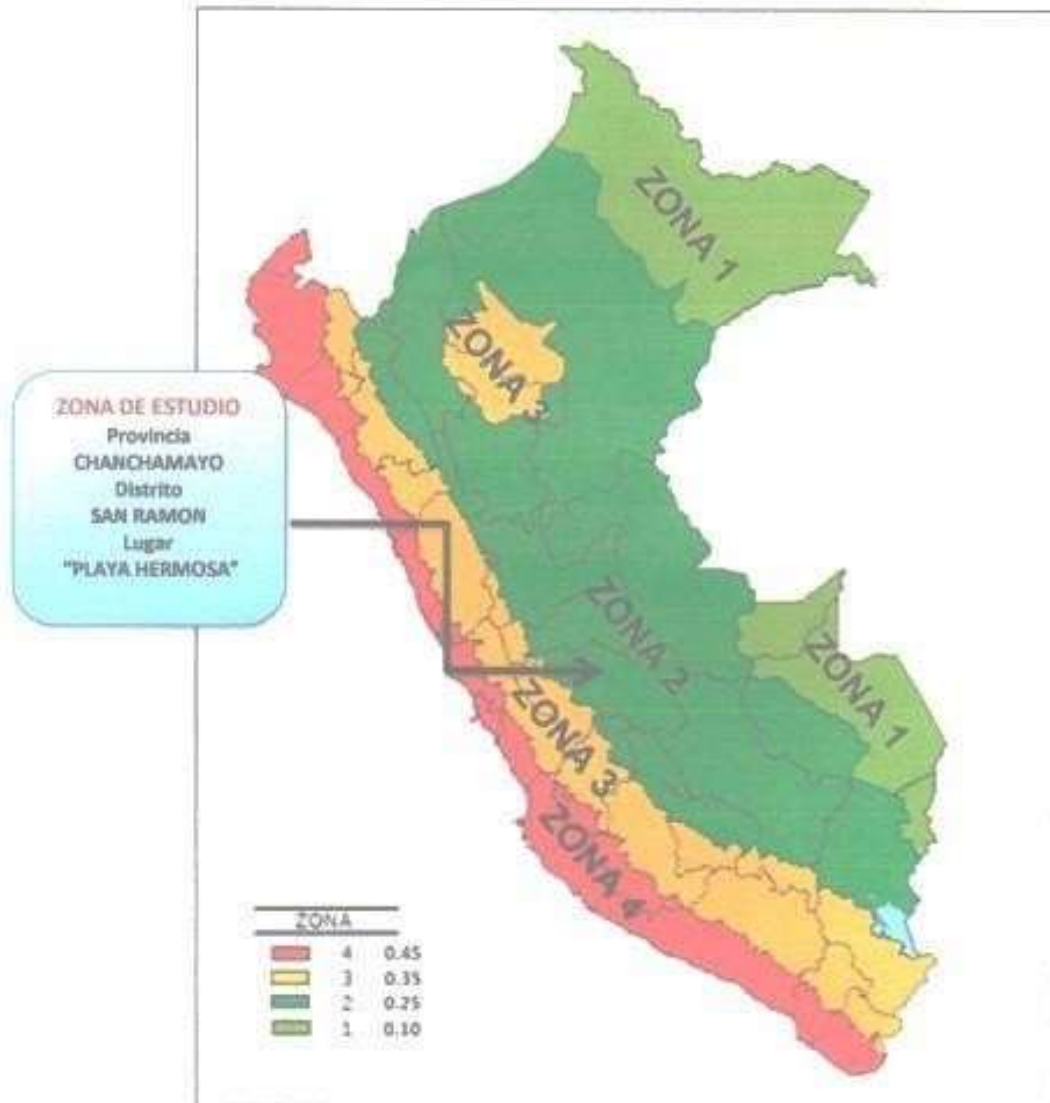 ZONA 1
ZONA 3
ZONA DE ESTUDIO
Provincia
CHANCHAMAYO
Distrito
SAN RAMON
Lugar
"PLAYA HERMOSA"
ZONA 2
ZONA 1
ZONA 3
ZONA 4
ZONA
4 0.45
3 0.35
2 0.25
1 0.10